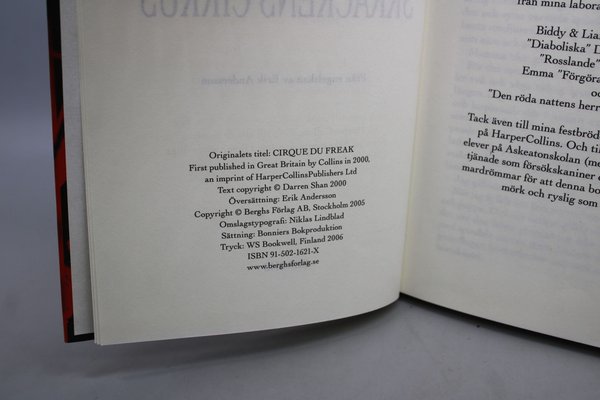 Originalets titel: CIRQUE DU FREAK
First published in Great Britain by Collins in 2000,
an imprint of HarperCollinsPublishers Ltd
Text copyright © Darren Shan 2000
Översättning: Erik Andersson
Copyright © Berghs Förlag AB, Stockholm 2005
Omslagstypografi: Niklas Lindblad
Sättning: Bonniers Bokproduktion
Tryck: WS Bookwell, Finland 2006
ISBN 91-502-1621-X
www.berghsforlag.se
från mina labora
Biddy & Lia
"Diaboliska" D
"Rosslande"
Emma "Förgöra
oc
"Den röda nattens herr
Tack även till mina festbröd
på HarperCollins. Och til
elever på Askeatonskolan (me
tjänade som försökskaniner o
mardrömmar för att denna bo
mörk och ryslig som